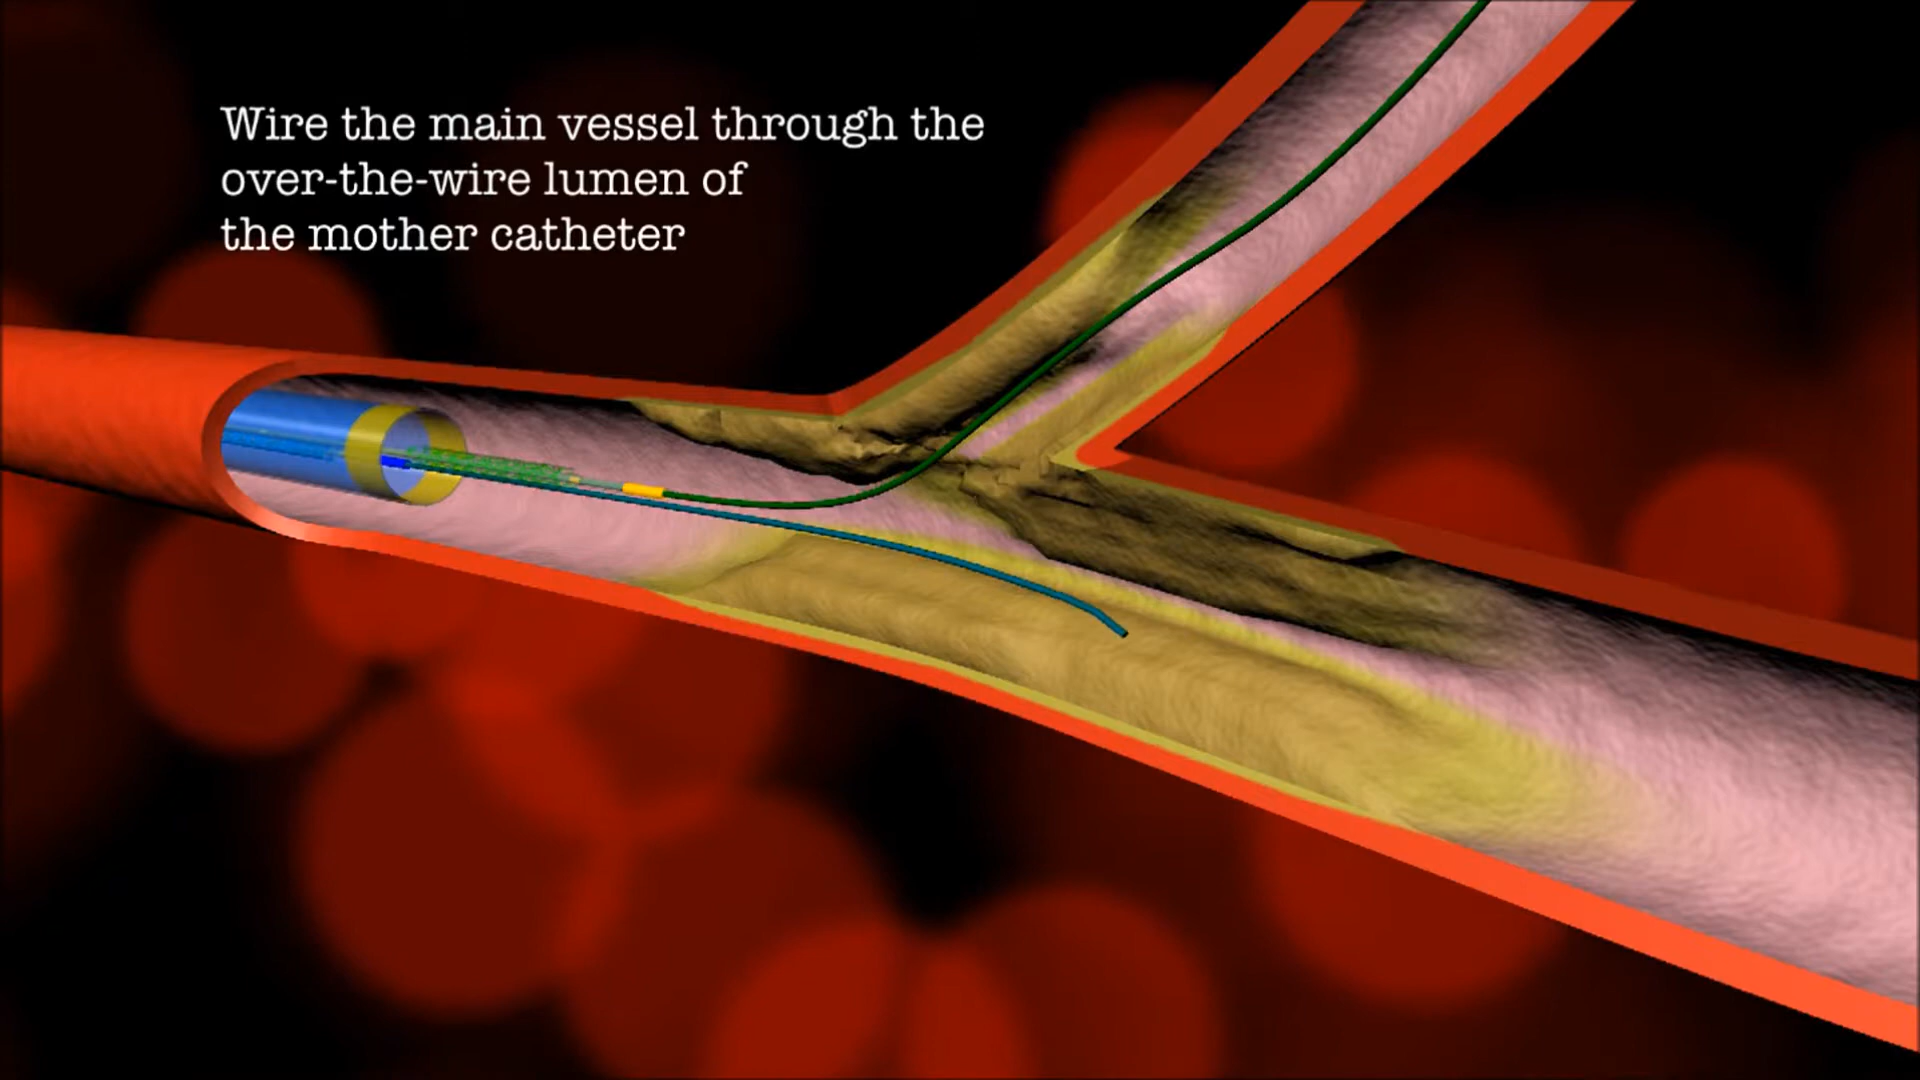 Wire the main vessel through the
over-the-wire lumen of
the mother catheter